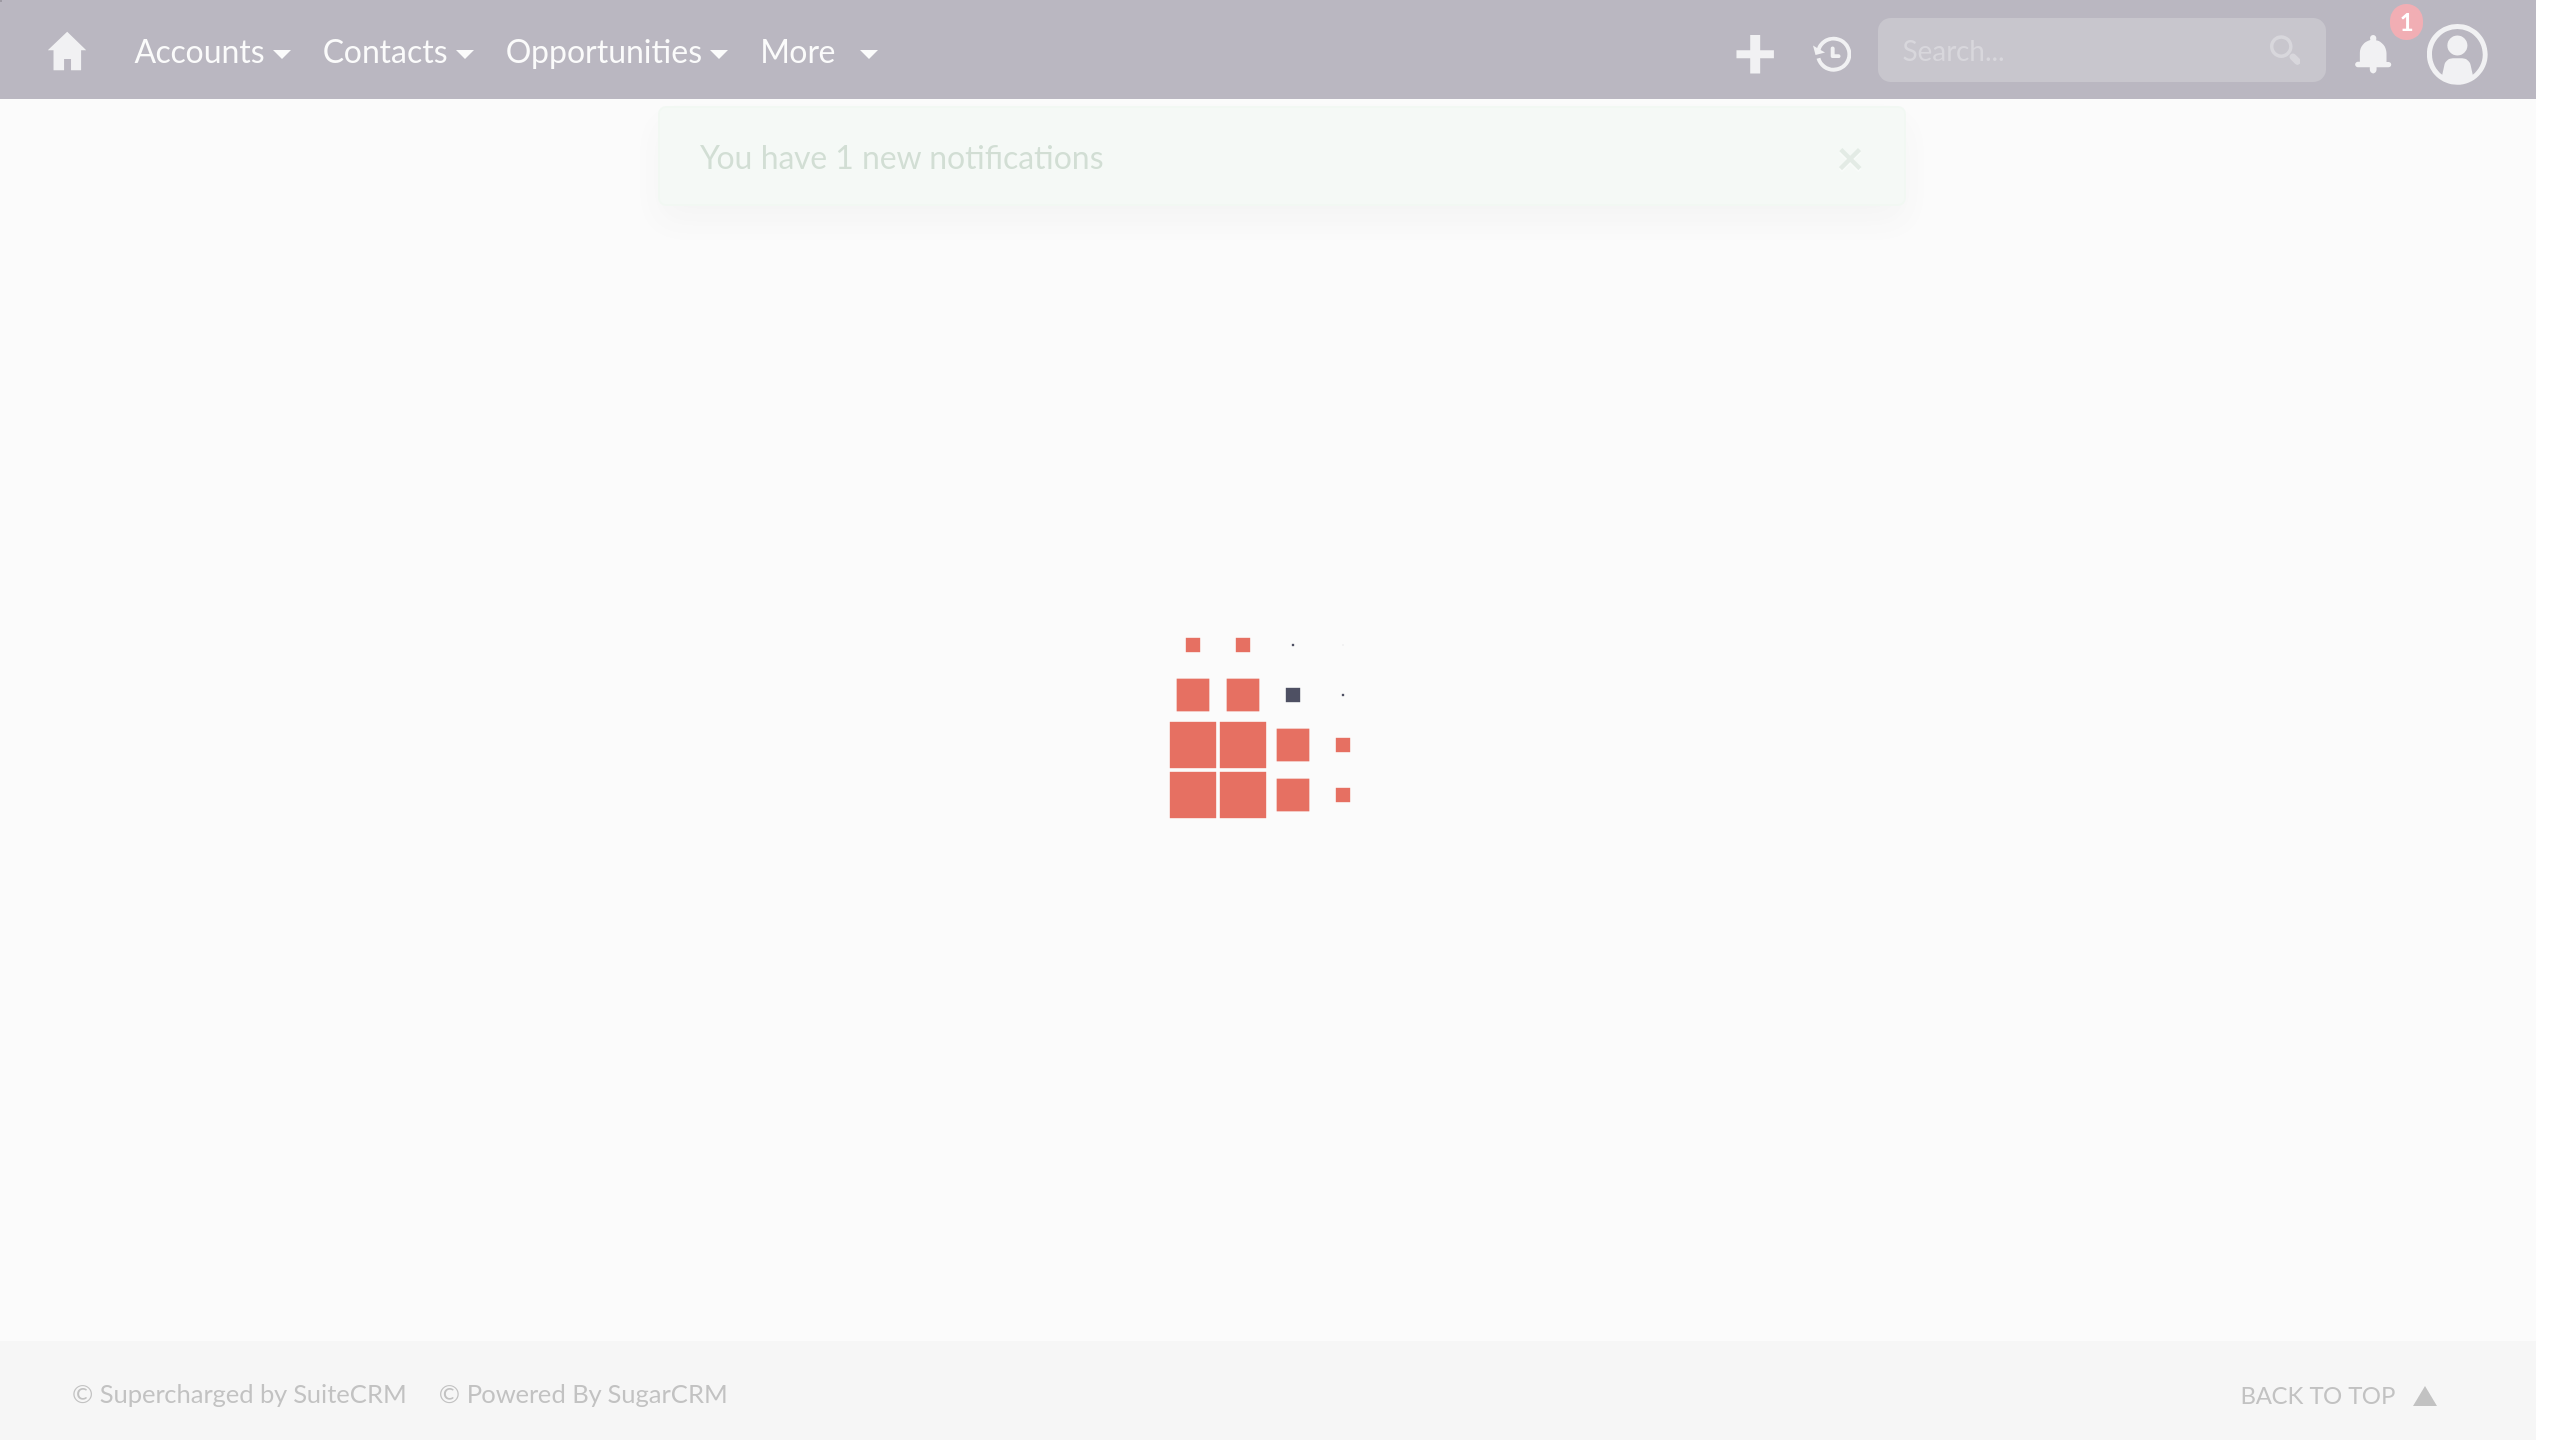 Accounts Contacts Opportunities More Search... 1
You have 1 new notifications ×
© Supercharged by SuiteCRM © Powered By SugarCRM BACK TO TOP